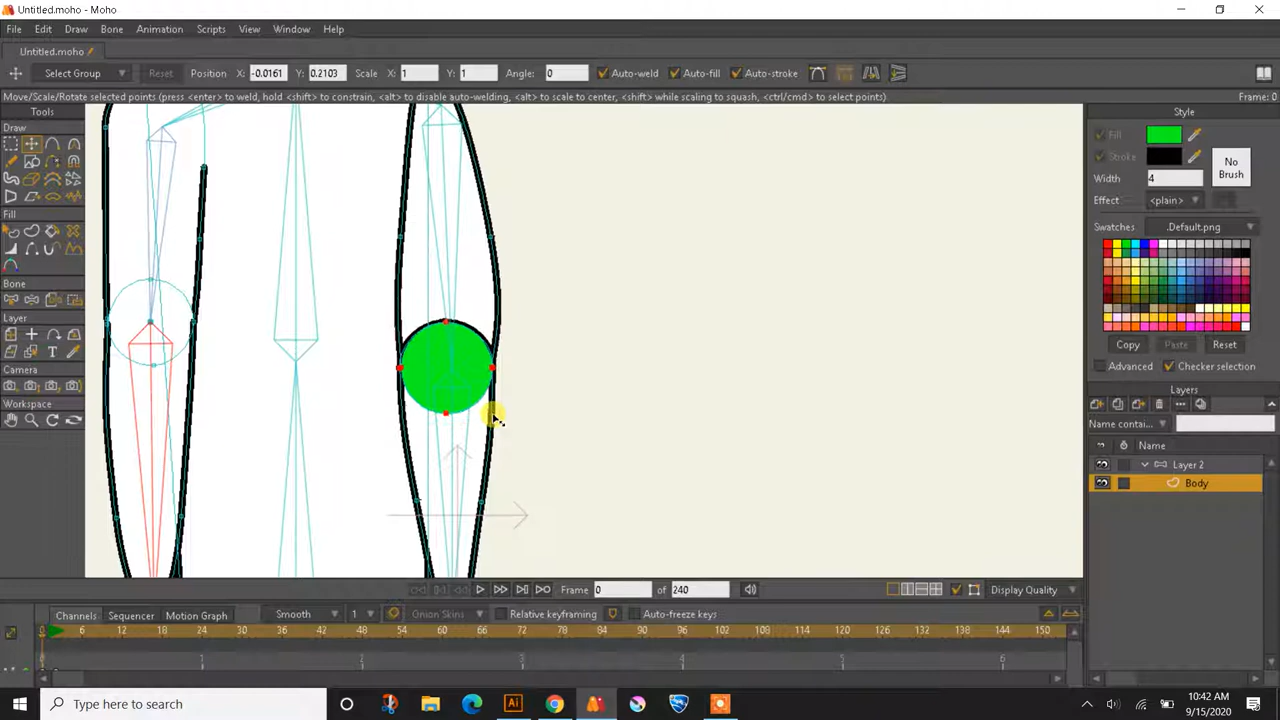 Untitled.moho - Moho
File Edit Draw Bone Animation Scripts View Window Help
Untitled.moho
Select Group Reset Position X: -0.0161 Y: 0.2103 Scale X: 1 Y: 1 Angle: 0 Auto-weld Auto-fill Auto-stroke
Move/Scale/Rotate selected points (press <enter> to weld, hold <shift> to constrain, <alt> to disable auto-welding, <alt> to scale to center, <shift> while scaling to squash, <ctrl/cmd> to select points) Frame: 0
Tools
Draw
Fill
Bone
Layer
Camera
Workspace
Style
Fill
Stroke
No Brush
Width 4
Effect <plain>
Swatches .Default.png
Copy Paste Reset
Advanced Checker selection
Layers
Name contai...
Name
Layer 2
Body
Frame 0 of 240 Display Quality
Channels Sequencer Motion Graph Smooth 1 Onion Skins Relative keyframing Auto-freeze keys
0 6 12 18 24 30 36 42 48 54 60 66 72 78 84 90 96 102 108 114 120 126 132 138 144 150
0 1 2 3 4 5 6
Type here to search
10:42 AM
9/15/2020